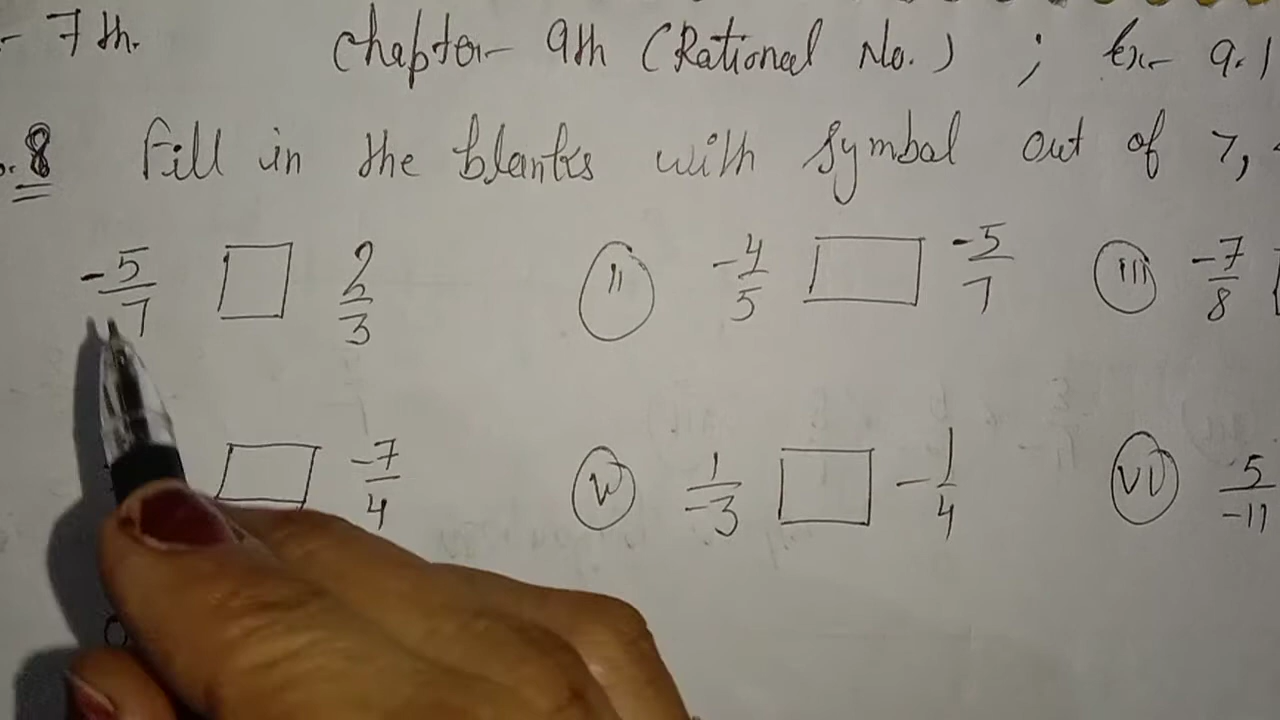 - 7th. Chapter- 9th (Rational No.) ; Ex- 9.1
.8 Fill in the blanks with symbol out of >,
-5/7 □ 2/3 (ii) -4/5 □ -5/7 (iii) -7/8
□ -7/4 (v) 1/-3 □ -1/4 (vi) 5/-11